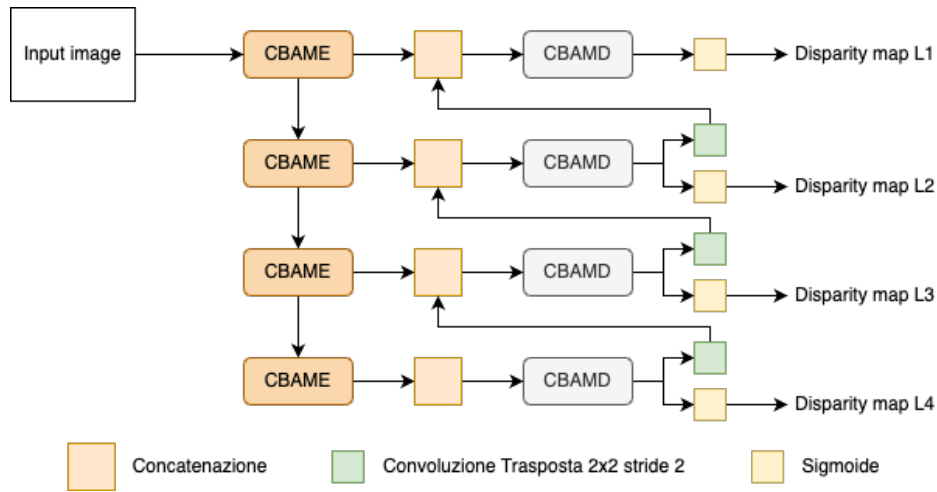 Input image
CBAME
CBAMD
Disparity map L1
CBAME
CBAMD
Disparity map L2
CBAME
CBAMD
Disparity map L3
CBAME
CBAMD
Disparity map L4
Concatenazione
Convoluzione Trasposta 2x2 stride 2
Sigmoide